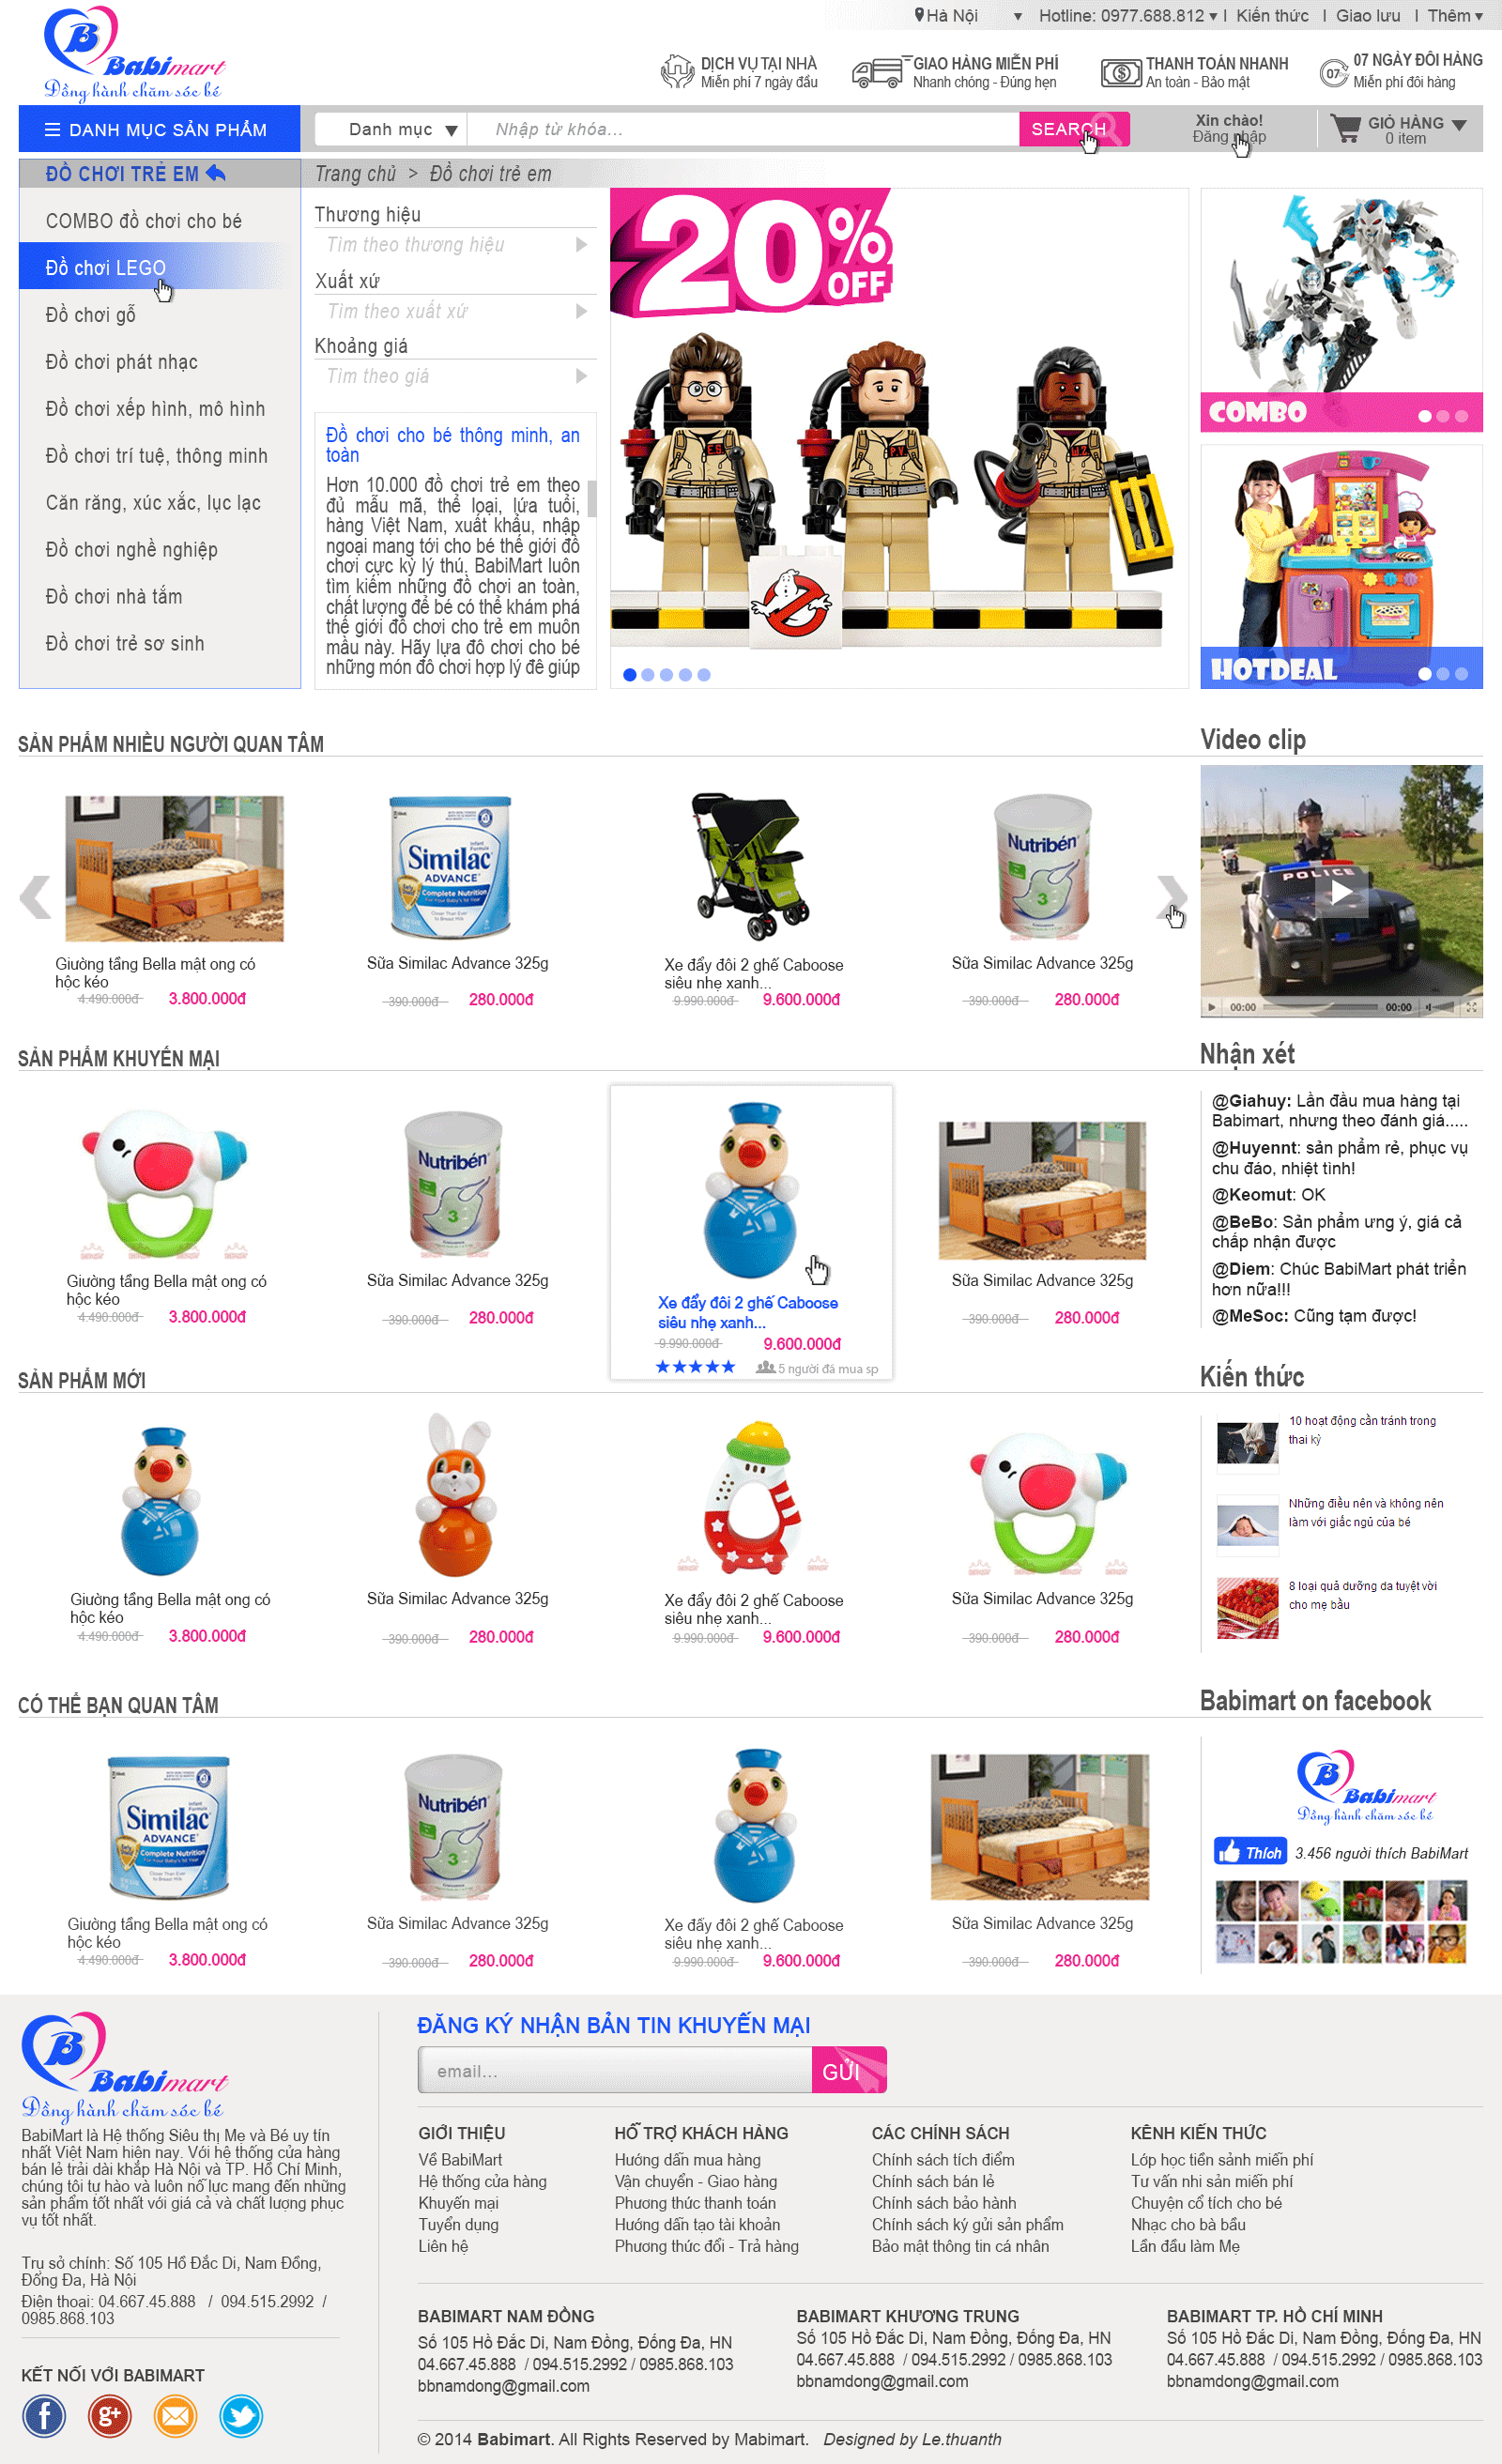 Hà Nội
Hotline: 0977.688.812
Kiến thức
Giao lưu
Thêm
Babimart
Đồng hành chăm sóc bé
DỊCH VỤ TẠI NHÀ
Miễn phí 7 ngày đầu
GIAO HÀNG MIỄN PHÍ
Nhanh chóng - Đúng hẹn
THANH TOÁN NHANH
An toàn - Bảo mật
07
07 NGÀY ĐỔI HÀNG
Miễn phí đổi hàng
DANH MỤC SẢN PHẨM
Danh mục
Nhập từ khóa...
SEARCH
Xin chào!
Đăng nhập
GIỎ HÀNG
0 item
ĐỒ CHƠI TRẺ EM
Trang chủ > Đồ chơi trẻ em
COMBO đồ chơi cho bé
Đồ chơi LEGO
Đồ chơi gỗ
Đồ chơi phát nhạc
Đồ chơi xếp hình, mô hình
Đồ chơi trí tuệ, thông minh
Cắn răng, xúc xắc, lục lạc
Đồ chơi nghề nghiệp
Đồ chơi nhà tắm
Đồ chơi trẻ sơ sinh
Thương hiệu
Tìm theo thương hiệu
Xuất xứ
Tìm theo xuất xứ
Khoảng giá
Tìm theo giá
Đồ chơi cho bé thông minh, an
toàn
Hơn 10.000 đồ chơi trẻ em theo
đủ mẫu mã, thể loại, lứa tuổi,
hàng Việt Nam, xuất khẩu, nhập
ngoại mang tới cho bé thế giới đồ
chơi cực kỳ lý thú. BabiMart luôn
tìm kiếm những đồ chơi an toàn,
chất lượng để bé có thể khám phá
thế giới đồ chơi cho trẻ em muôn
mầu này. Hãy lựa đồ chơi cho bé
những món đồ chơi hợp lý để giúp
20% OFF
COMBO
HOTDEAL
SẢN PHẨM NHIỀU NGƯỜI QUAN TÂM
Similac
ADVANCE
Complete Nutrition
Nutribén
3
Giường tầng Bella mật ong có
hộc kéo
4.490.000đ 3.800.000đ
Sữa Similac Advance 325g
390.000đ 280.000đ
Xe đẩy đôi 2 ghế Caboose
siêu nhẹ xanh...
9.990.000đ 9.600.000đ
Sữa Similac Advance 325g
390.000đ 280.000đ
Video clip
POLICE
00:00 00:00
SẢN PHẨM KHUYẾN MẠI
Nutribén
3
Giường tầng Bella mật ong có
hộc kéo
4.490.000đ 3.800.000đ
Sữa Similac Advance 325g
390.000đ 280.000đ
Xe đẩy đôi 2 ghế Caboose
siêu nhẹ xanh...
9.990.000đ 9.600.000đ
5 người đã mua sp
Sữa Similac Advance 325g
390.000đ 280.000đ
Nhận xét
@Giahuy: Lần đầu mua hàng tại
Babimart, nhưng theo đánh giá.....
@Huyennt: sản phẩm rẻ, phục vụ
chu đáo, nhiệt tình!
@Keomut: OK
@BeBo: Sản phẩm ưng ý, giá cả
chấp nhận được
@Diem: Chúc BabiMart phát triển
hơn nữa!!!
@MeSoc: Cũng tạm được!
SẢN PHẨM MỚI
Giường tầng Bella mật ong có
hộc kéo
4.490.000đ 3.800.000đ
Sữa Similac Advance 325g
390.000đ 280.000đ
Xe đẩy đôi 2 ghế Caboose
siêu nhẹ xanh...
9.990.000đ 9.600.000đ
Sữa Similac Advance 325g
390.000đ 280.000đ
Kiến thức
10 hoạt động cần tránh trong
thai kỳ
Những điều nên và không nên
làm với giấc ngủ của bé
8 loại quả dưỡng da tuyệt vời
cho mẹ bầu
CÓ THỂ BẠN QUAN TÂM
Similac
ADVANCE
Complete Nutrition
Nutribén
3
Giường tầng Bella mật ong có
hộc kéo
4.490.000đ 3.800.000đ
Sữa Similac Advance 325g
390.000đ 280.000đ
Xe đẩy đôi 2 ghế Caboose
siêu nhẹ xanh...
9.990.000đ 9.600.000đ
Sữa Similac Advance 325g
390.000đ 280.000đ
Babimart on facebook
Babimart
Đồng hành chăm sóc bé
Thích
3.456 người thích BabiMart
Babimart
Đồng hành chăm sóc bé
BabiMart là Hệ thống Siêu thị Mẹ và Bé uy tín
nhất Việt Nam hiện nay. Với hệ thống cửa hàng
bán lẻ trải dài khắp Hà Nội và TP. Hồ Chí Minh,
chúng tôi tự hào và luôn nỗ lực mang đến những
sản phẩm tốt nhất với giá cả và chất lượng phục
vụ tốt nhất.
Trụ sở chính: Số 105 Hồ Đắc Di, Nam Đồng,
Đống Đa, Hà Nội
Điện thoại: 04.667.45.888 / 094.515.2992 /
0985.868.103
KẾT NỐI VỚI BABIMART
ĐĂNG KÝ NHẬN BẢN TIN KHUYẾN MẠI
email...
GỬI
GIỚI THIỆU
Về BabiMart
Hệ thống cửa hàng
Khuyến mại
Tuyển dụng
Liên hệ
HỖ TRỢ KHÁCH HÀNG
Hướng dẫn mua hàng
Vận chuyển - Giao hàng
Phương thức thanh toán
Hướng dẫn tạo tài khoản
Phương thức đổi - Trả hàng
CÁC CHÍNH SÁCH
Chính sách tích điểm
Chính sách bán lẻ
Chính sách bảo hành
Chính sách ký gửi sản phẩm
Bảo mật thông tin cá nhân
KÊNH KIẾN THỨC
Lớp học tiền sảnh miễn phí
Tư vấn nhi sản miễn phí
Chuyện cổ tích cho bé
Nhạc cho bà bầu
Lần đầu làm Mẹ
BABIMART NAM ĐỒNG
Số 105 Hồ Đắc Di, Nam Đồng, Đống Đa, HN
04.667.45.888 / 094.515.2992 / 0985.868.103
bbnamdong@gmail.com
BABIMART KHƯƠNG TRUNG
Số 105 Hồ Đắc Di, Nam Đồng, Đống Đa, HN
04.667.45.888 / 094.515.2992 / 0985.868.103
bbnamdong@gmail.com
BABIMART TP. HỒ CHÍ MINH
Số 105 Hồ Đắc Di, Nam Đồng, Đống Đa, HN
04.667.45.888 / 094.515.2992 / 0985.868.103
bbnamdong@gmail.com
© 2014 Babimart. All Rights Reserved by Mabimart. Designed by Le.thuanth